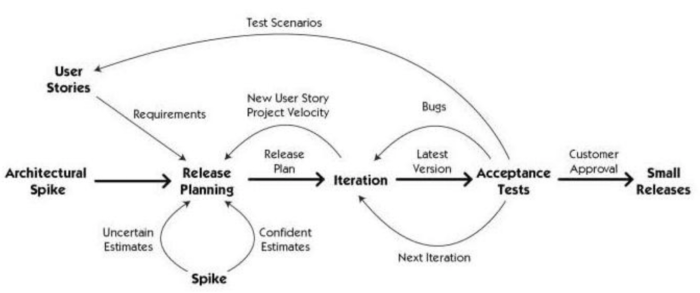 Test Scenarios
User
Stories
Requirements
New User Story
Project Velocity
Bugs
Architectural
Spike
Release
Planning
Release
Plan
Iteration
Latest
Version
Acceptance
Tests
Customer
Approval
Small
Releases
Uncertain
Estimates
Confident
Estimates
Next Iteration
Spike